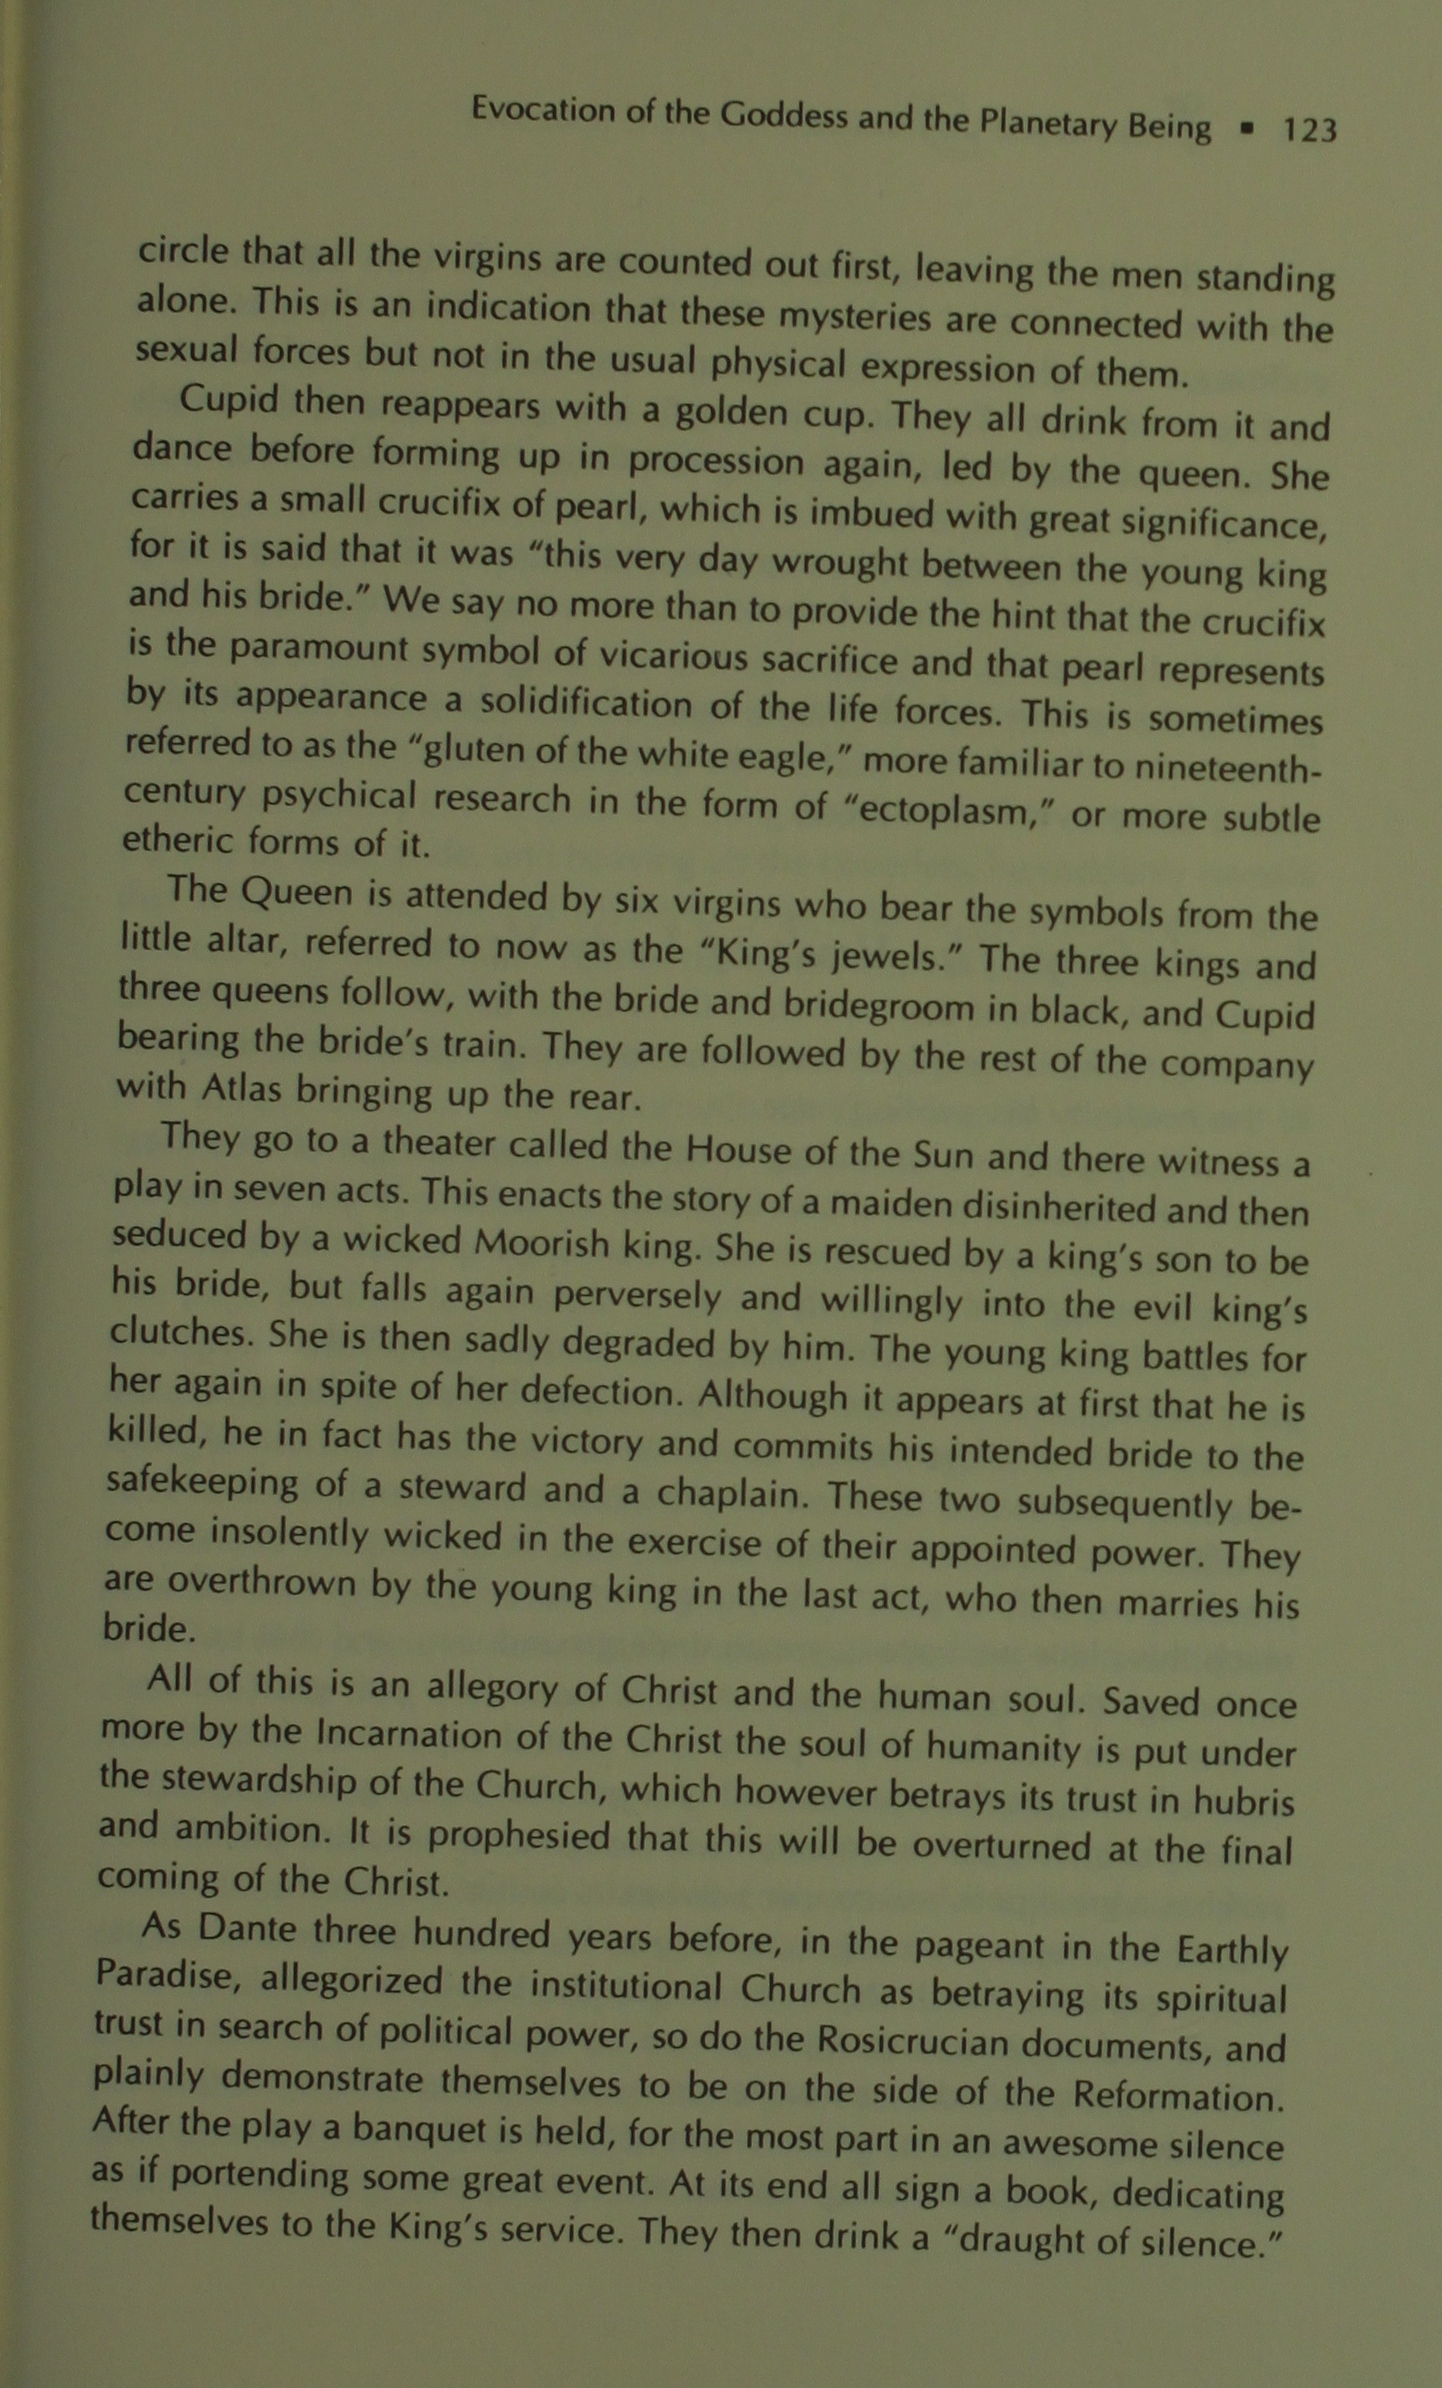 Evocation of the Goddess and the Planetary Being ▪ 123
circle that all the virgins are counted out first, leaving the men standing
alone. This is an indication that these mysteries are connected with the
sexual forces but not in the usual physical expression of them.
Cupid then reappears with a golden cup. They all drink from it and
dance before forming up in procession again, led by the queen. She
carries a small crucifix of pearl, which is imbued with great significance,
for it is said that it was “this very day wrought between the young king
and his bride.” We say no more than to provide the hint that the crucifix
is the paramount symbol of vicarious sacrifice and that pearl represents
by its appearance a solidification of the life forces. This is sometimes
referred to as the “gluten of the white eagle,” more familiar to nineteenth-
century psychical research in the form of “ectoplasm,” or more subtle
etheric forms of it.
The Queen is attended by six virgins who bear the symbols from the
little altar, referred to now as the “King’s jewels.” The three kings and
three queens follow, with the bride and bridegroom in black, and Cupid
bearing the bride’s train. They are followed by the rest of the company
with Atlas bringing up the rear.
They go to a theater called the House of the Sun and there witness a
play in seven acts. This enacts the story of a maiden disinherited and then
seduced by a wicked Moorish king. She is rescued by a king’s son to be
his bride, but falls again perversely and willingly into the evil king’s
clutches. She is then sadly degraded by him. The young king battles for
her again in spite of her defection. Although it appears at first that he is
killed, he in fact has the victory and commits his intended bride to the
safekeeping of a steward and a chaplain. These two subsequently be-
come insolently wicked in the exercise of their appointed power. They
are overthrown by the young king in the last act, who then marries his
bride.
All of this is an allegory of Christ and the human soul. Saved once
more by the Incarnation of the Christ the soul of humanity is put under
the stewardship of the Church, which however betrays its trust in hubris
and ambition. It is prophesied that this will be overturned at the final
coming of the Christ.
As Dante three hundred years before, in the pageant in the Earthly
Paradise, allegorized the institutional Church as betraying its spiritual
trust in search of political power, so do the Rosicrucian documents, and
plainly demonstrate themselves to be on the side of the Reformation.
After the play a banquet is held, for the most part in an awesome silence
as if portending some great event. At its end all sign a book, dedicating
themselves to the King’s service. They then drink a “draught of silence.”